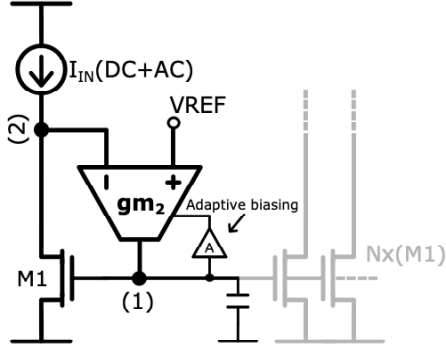 I_IN(DC+AC)
(2)
VREF
- +
gm₂
Adaptive biasing
A
M1
(1)
Nx(M1)